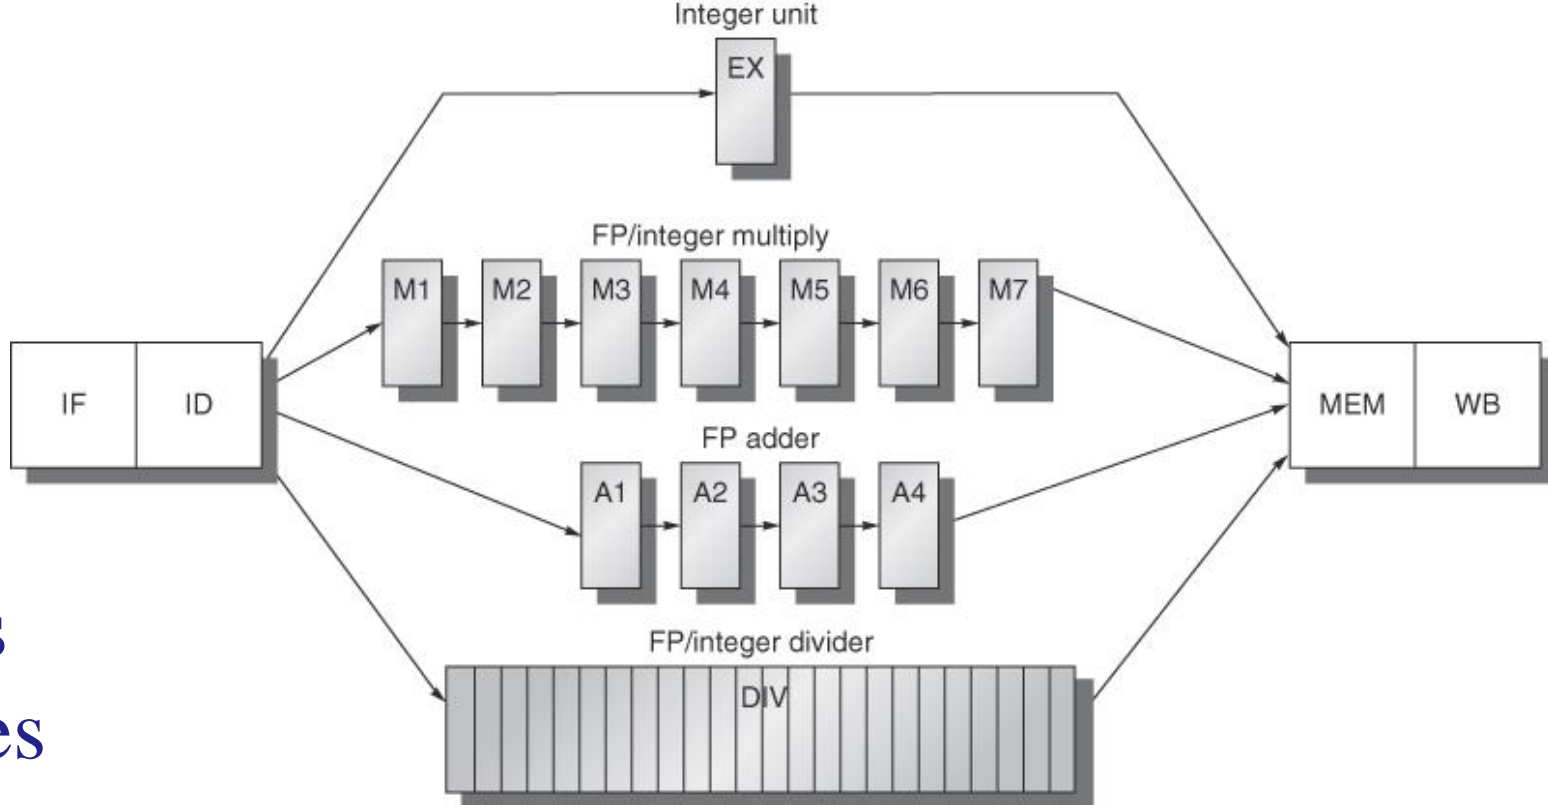 Integer unit
EX
FP/integer multiply
M1 M2 M3 M4 M5 M6 M7
IF ID
MEM WB
FP adder
A1 A2 A3 A4
s
FP/integer divider
DIV
es